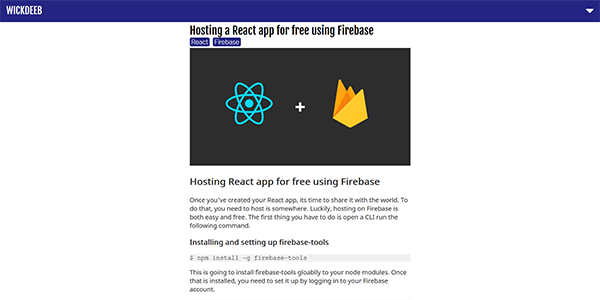 WICKDEEB
Hosting a React app for free using Firebase
React Firebase
+
Hosting React app for free using Firebase
Once you've created your React app, its time to share it with the world. To
do that, you need to host is somewhere. Luckily, hosting on Firebase is
both easy and free. The first thing you have to do is open a CLI run the
following command.
Installing and setting up firebase-tools
$ npm install -g firebase-tools
This is going to install firebase-tools gloablly to your node modules. Once
that is installed, you need to set it up by logging in to your Firebase
account.